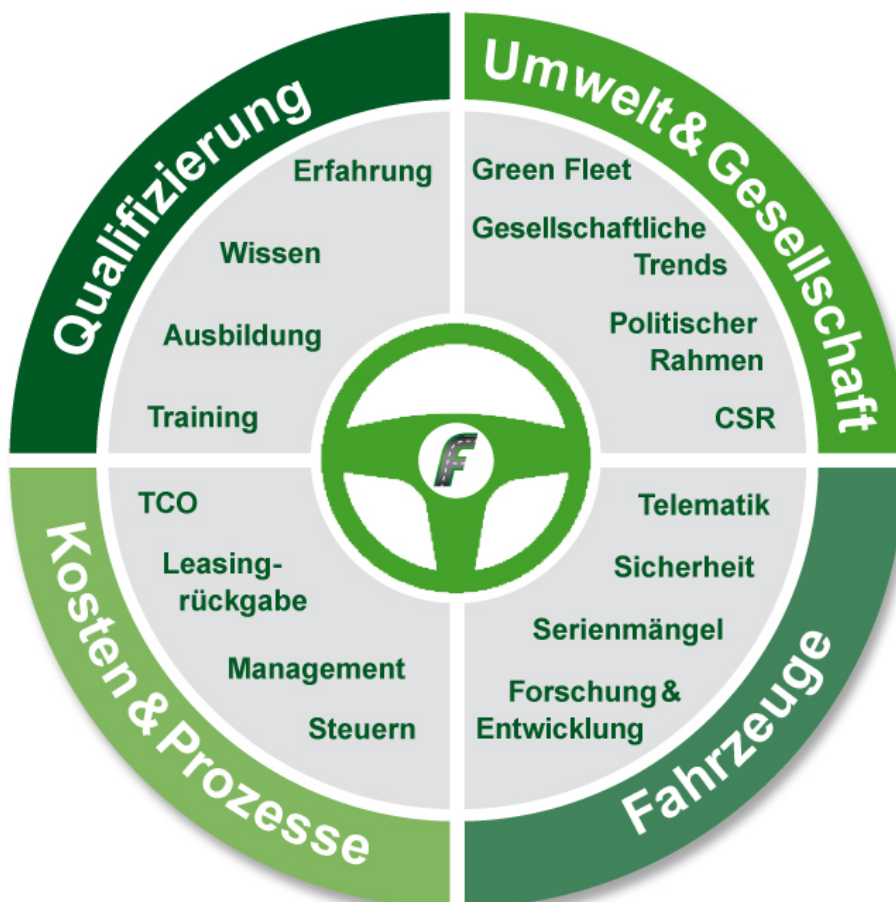 Qualifizierung
Erfahrung
Wissen
Ausbildung
Training
Umwelt & Gesellschaft
Green Fleet
Gesellschaftliche
Trends
Politischer
Rahmen
CSR
F
Kosten & Prozesse
TCO
Leasing-
rückgabe
Management
Steuern
Fahrzeuge
Telematik
Sicherheit
Serienmängel
Forschung &
Entwicklung